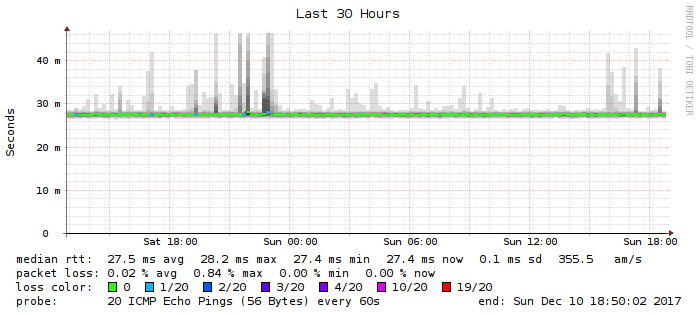 Last 30 Hours
RRDTOOL / TOBI OETIKER
Seconds
40 m
30 m
20 m
10 m
0
Sat 18:00 Sun 00:00 Sun 06:00 Sun 12:00 Sun 18:00
median rtt: 27.5 ms avg 28.2 ms max 27.4 ms min 27.4 ms now 0.1 ms sd 355.5 am/s
packet loss: 0.02 % avg 0.84 % max 0.00 % min 0.00 % now
loss color: 0 1/20 2/20 3/20 4/20 10/20 19/20
probe: 20 ICMP Echo Pings (56 Bytes) every 60s end: Sun Dec 10 18:50:02 2017